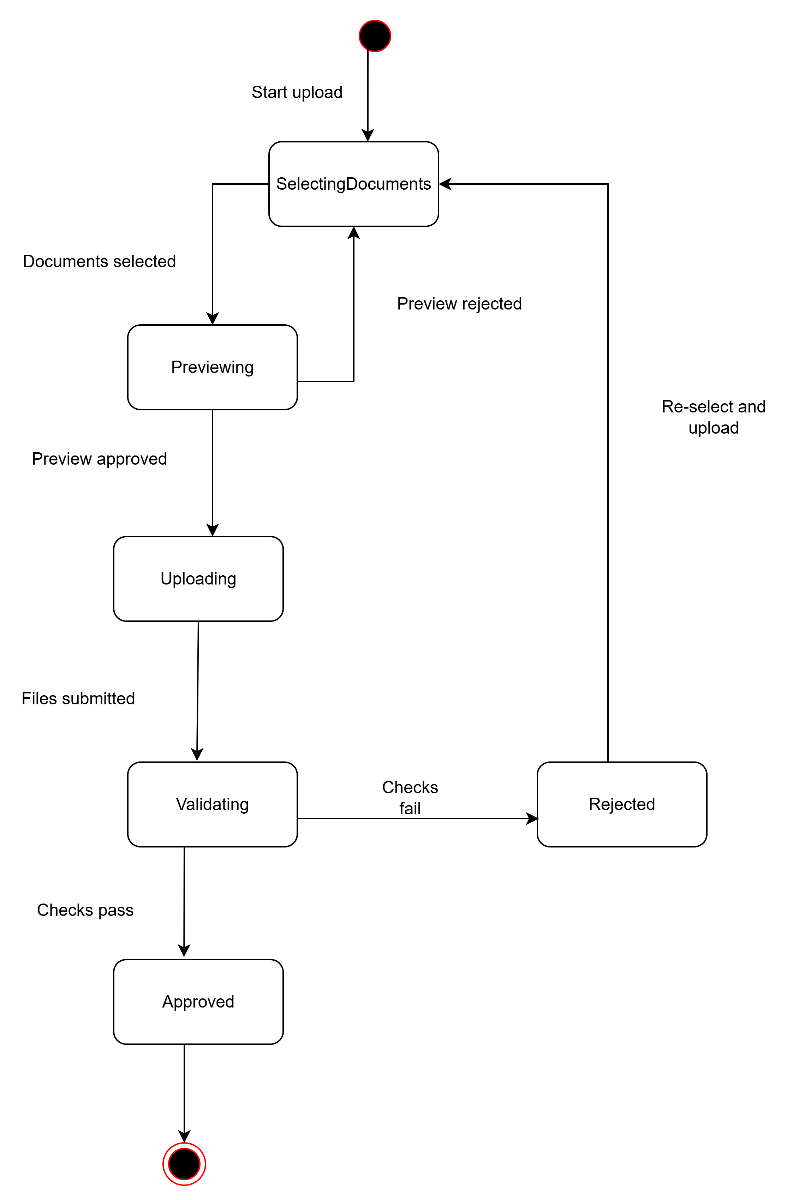 Start upload
SelectingDocuments
Documents selected
Preview rejected
Previewing
Re-select and
upload
Preview approved
Uploading
Files submitted
Checks
fail
Validating
Rejected
Checks pass
Approved